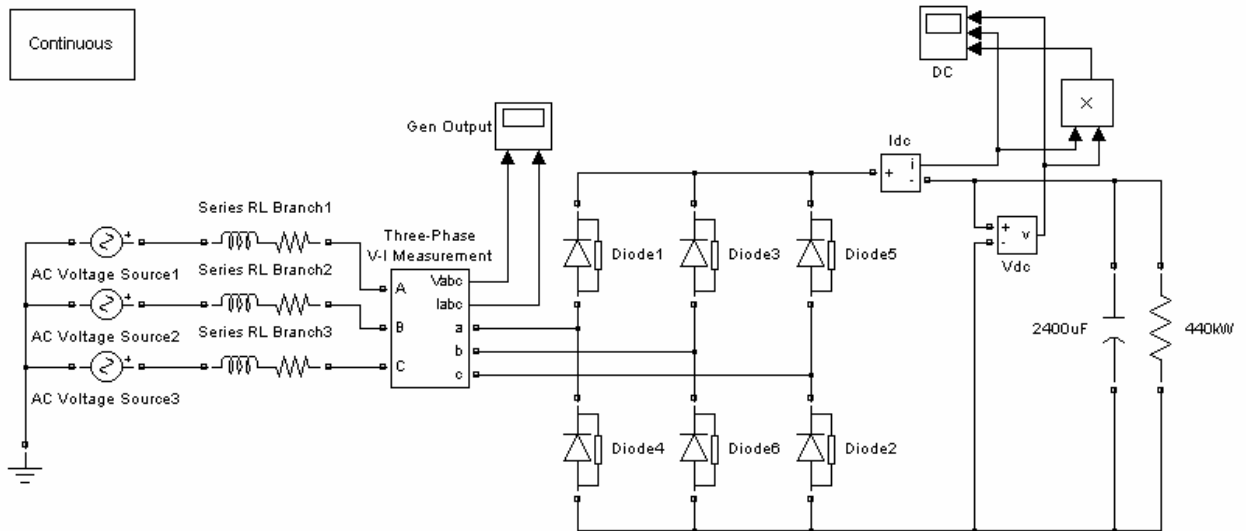 Continuous
DC
×
Gen Output
Idc
+
i
-
Series RL Branch1
Three-Phase
V-I Measurement
+
AC Voltage Source1
Series RL Branch2
A
Vabc
Iabc
Diode1
Diode3
Diode5
+
-
v
Vdc
+
AC Voltage Source2
Series RL Branch3
B
a
b
2400uF
440kW
+
AC Voltage Source3
C
c
Diode4
Diode6
Diode2